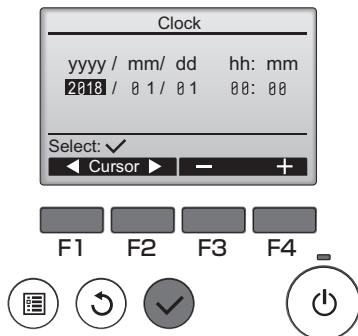 Clock
yyyy / mm/ dd hh: mm
2018 / 01/ 01 00: 00
Select: ✓
◀ Cursor ▶ − +
F1 F2 F3 F4